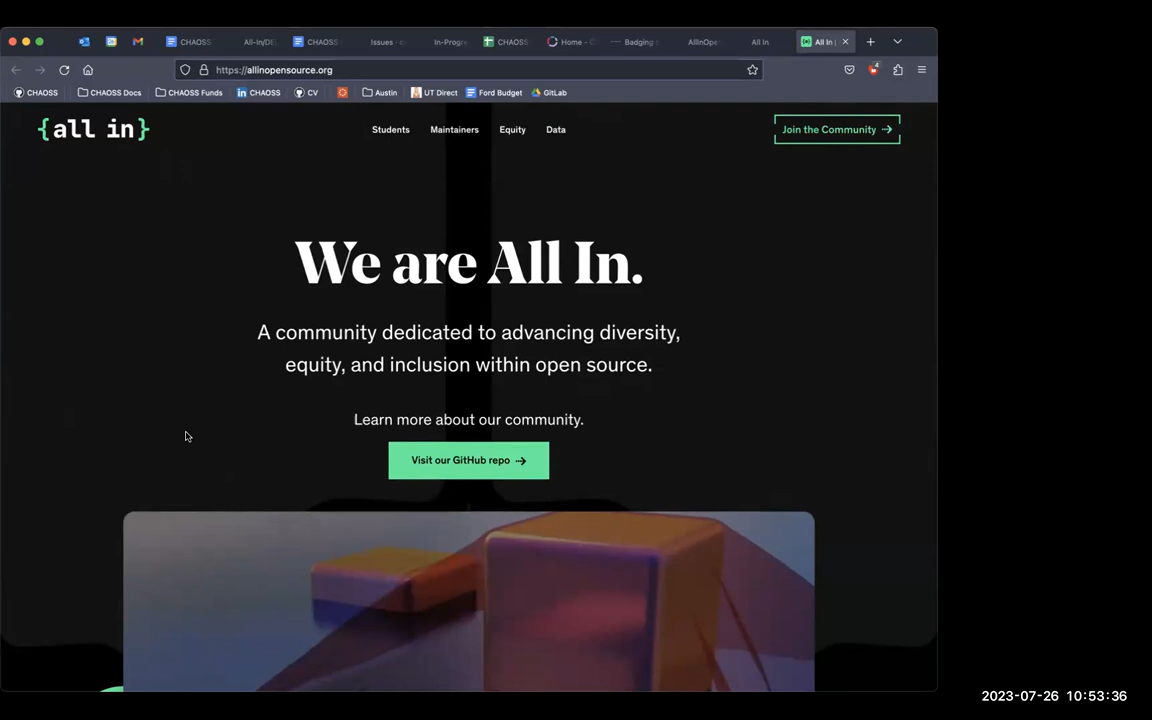 CHAOSS
All-In/DEI
CHAOSS
Issues · c
In-Progre
CHAOSS
Home – C
Badging
AllInOpe
All In
All In |
https://allinopensource.org
4
CHAOSS
CHAOSS Docs
CHAOSS Funds
CHAOSS
CV
Austin
UT Direct
Ford Budget
GitLab
{all in}
Students
Maintainers
Equity
Data
Join the Community
We are All In.
A community dedicated to advancing diversity,
equity, and inclusion within open source.
Learn more about our community.
Visit our GitHub repo
2023-07-26 10:53:36